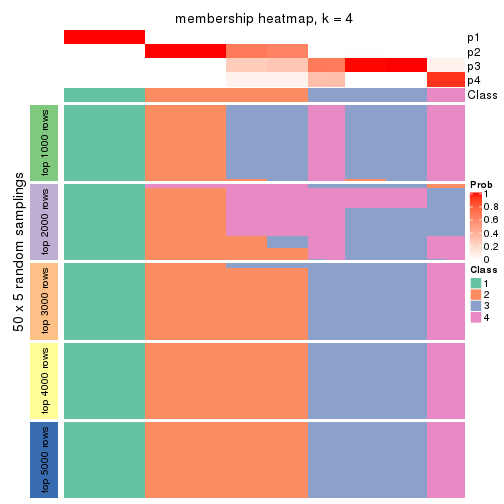 membership heatmap, k = 4
p1
p2
p3
p4
Class
50 x 5 random samplings
top 1000 rows
top 2000 rows
top 3000 rows
top 4000 rows
top 5000 rows
Prob
1
0.8
0.6
0.4
0.2
0
Class
1
2
3
4